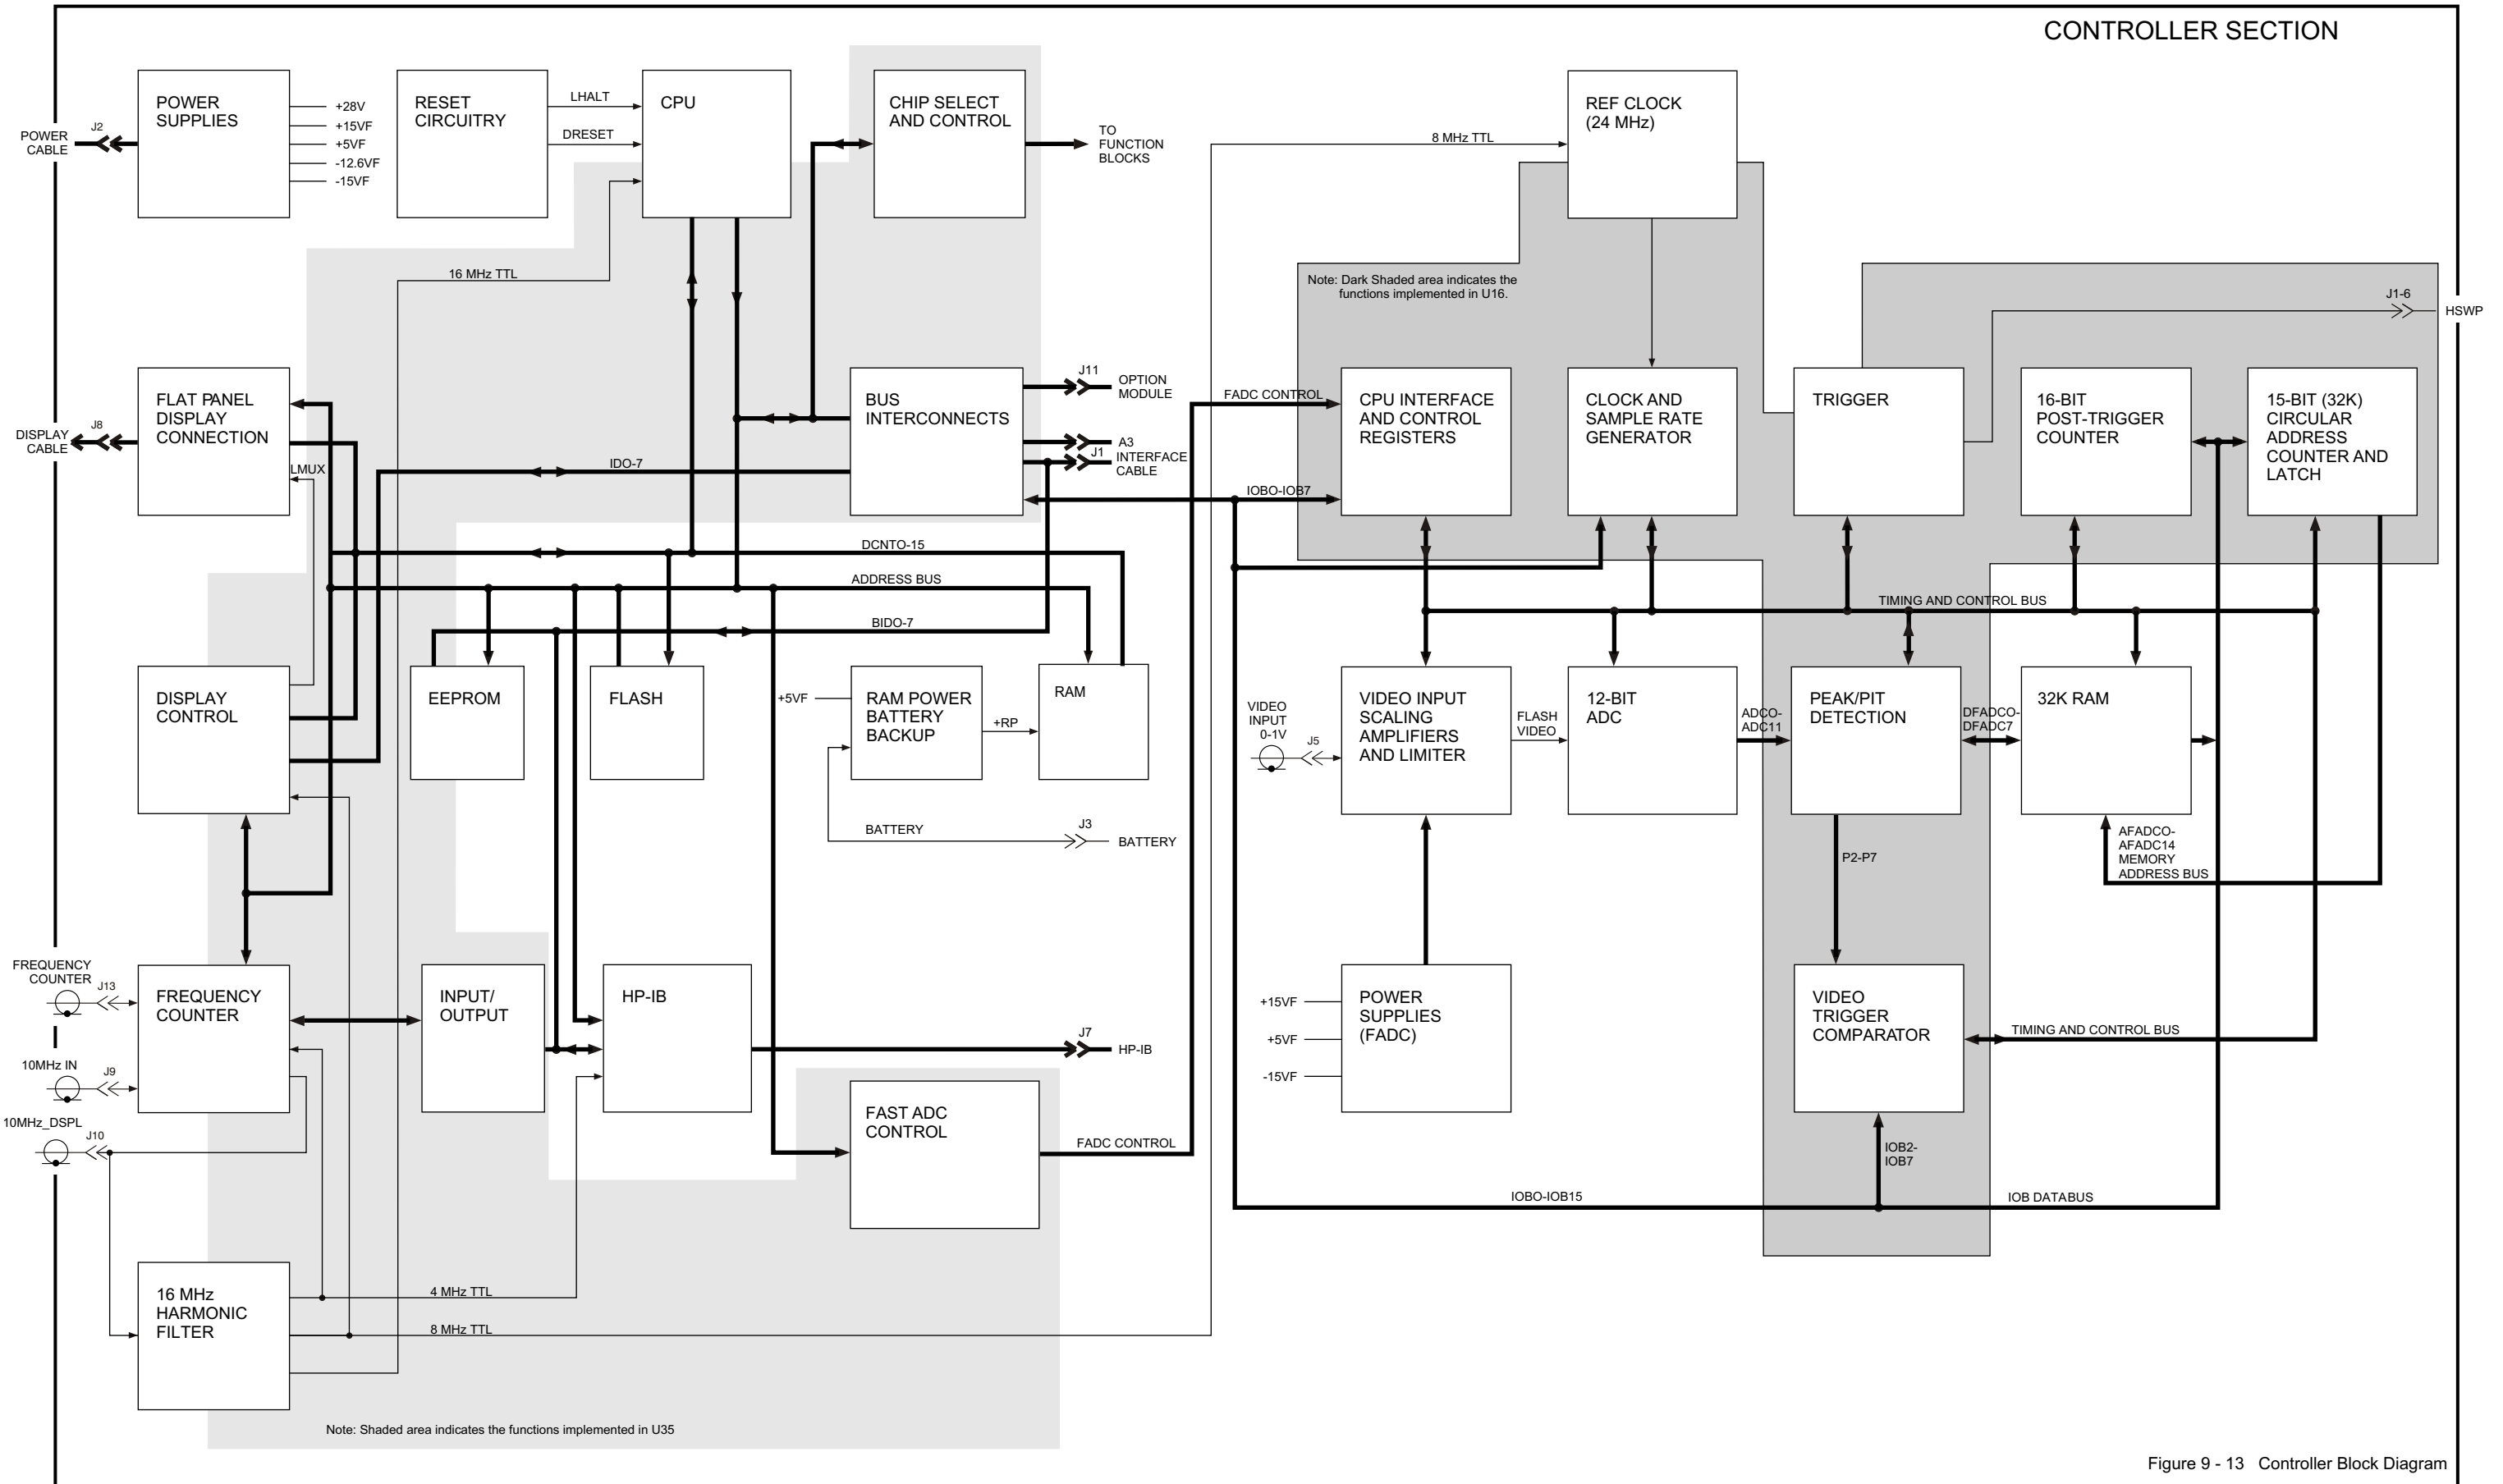 CONTROLLER SECTION
POWER
SUPPLIES
+28V
+15VF
+5VF
-12.6VF
-15VF
POWER
CABLE
J2
RESET
CIRCUITRY
LHALT
DRESET
CPU
CHIP SELECT
AND CONTROL
TO
FUNCTION
BLOCKS
REF CLOCK
(24 MHz)
8 MHz TTL
16 MHz TTL
Note: Dark Shaded area indicates the
functions implemented in U16.
J1-6
HSWP
FLAT PANEL
DISPLAY
CONNECTION
DISPLAY
CABLE
J8
LMUX
IDO-7
BUS
INTERCONNECTS
J11
OPTION
MODULE
A3
J1
INTERFACE
CABLE
FADC CONTROL
IOBO-IOB7
CPU INTERFACE
AND CONTROL
REGISTERS
CLOCK AND
SAMPLE RATE
GENERATOR
TRIGGER
16-BIT
POST-TRIGGER
COUNTER
15-BIT (32K)
CIRCULAR
ADDRESS
COUNTER AND
LATCH
DCNTO-15
ADDRESS BUS
BIDO-7
TIMING AND CONTROL BUS
DISPLAY
CONTROL
EEPROM
FLASH
+5VF
RAM POWER
BATTERY
BACKUP
+RP
RAM
BATTERY
J3
BATTERY
VIDEO
INPUT
0-1V
J5
VIDEO INPUT
SCALING
AMPLIFIERS
AND LIMITER
FLASH
VIDEO
12-BIT
ADC
ADCO-
ADC11
PEAK/PIT
DETECTION
DFADCO-
DFADC7
32K RAM
AFADCO-
AFADC14
MEMORY
ADDRESS BUS
P2-P7
FREQUENCY
COUNTER
J13
10MHz IN
J9
10MHz_DSPL
J10
FREQUENCY
COUNTER
INPUT/
OUTPUT
HP-IB
J7
HP-IB
FAST ADC
CONTROL
FADC CONTROL
+15VF
+5VF
-15VF
POWER
SUPPLIES
(FADC)
VIDEO
TRIGGER
COMPARATOR
TIMING AND CONTROL BUS
IOB2-
IOB7
IOBO-IOB15
IOB DATABUS
16 MHz
HARMONIC
FILTER
4 MHz TTL
8 MHz TTL
Note: Shaded area indicates the functions implemented in U35
Figure 9 - 13 Controller Block Diagram